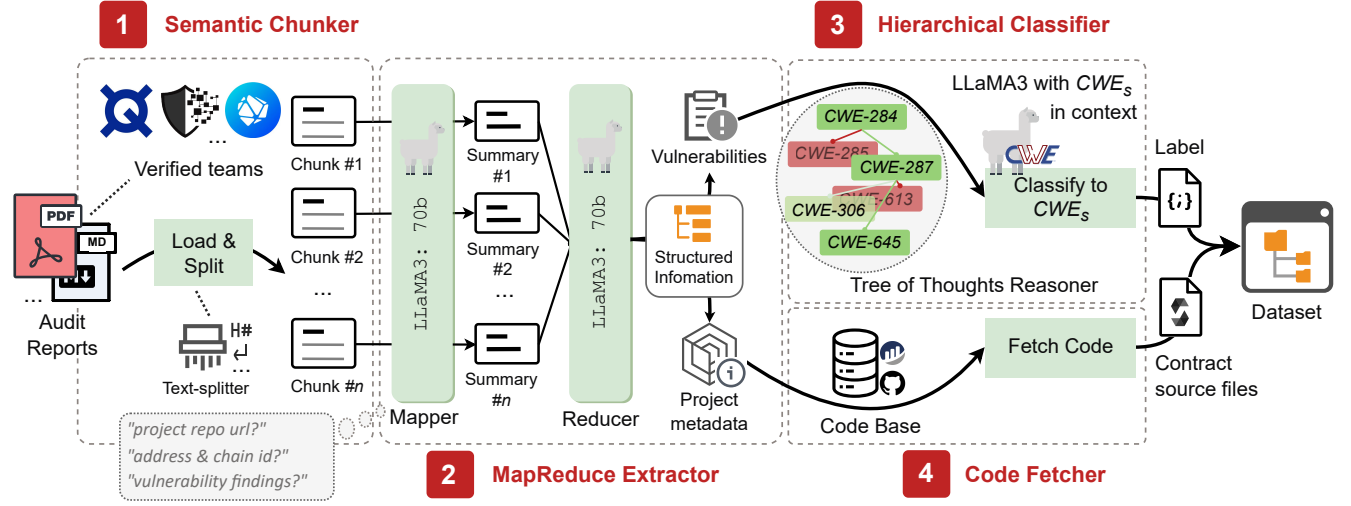 1 Semantic Chunker
Verified teams
...
PDF
MD
M
...
Audit
Reports
Load &
Split
H#
...
Text-splitter
Chunk #1
Chunk #2
...
Chunk #n
"project repo url?"
"address & chain id?"
"vulnerability findings?"
LLaMA3: 70b
Mapper
Summary
#1
Summary
#2
...
Summary
#n
LLaMA3: 70b
Reducer
2 MapReduce Extractor
Vulnerabilities
Structured
Infomation
Project
metadata
3 Hierarchical Classifier
CWE-284
CWE-285
CWE-287
CWE-613
CWE-306
CWE-645
Tree of Thoughts Reasoner
LLaMA3 with CWEs
in context
CWE
Classify to
CWEs
Label
{;}
Code Base
Fetch Code
Contract
source files
4 Code Fetcher
Dataset